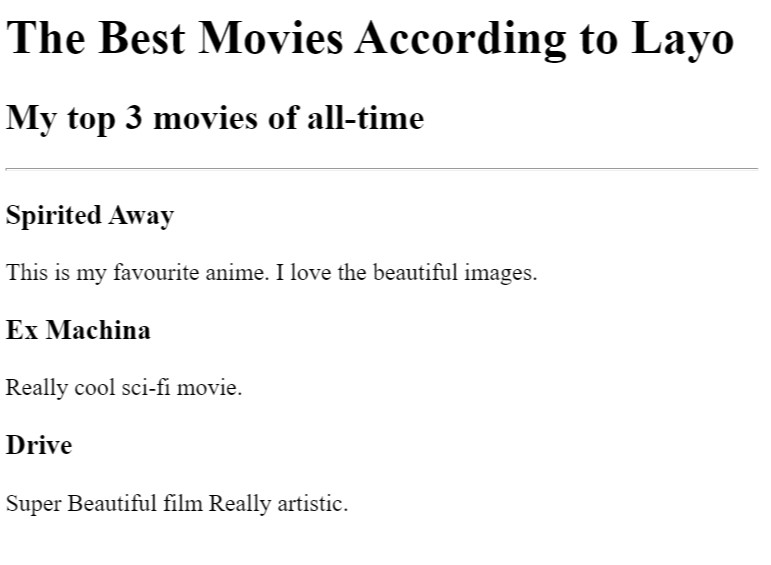 The Best Movies According to Layo
My top 3 movies of all-time
Spirited Away
This is my favourite anime. I love the beautiful images.
Ex Machina
Really cool sci-fi movie.
Drive
Super Beautiful film Really artistic.